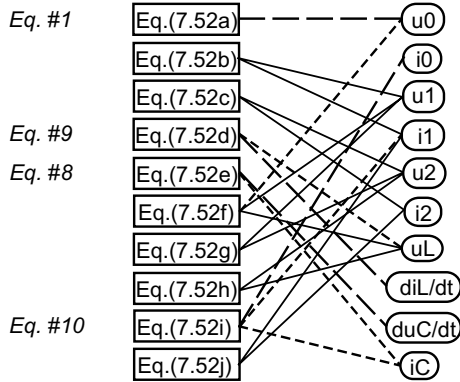 Eq. #1 Eq.(7.52a) u0
Eq.(7.52b) i0
Eq.(7.52c) u1
Eq. #9 Eq.(7.52d) i1
Eq. #8 Eq.(7.52e) u2
Eq.(7.52f) i2
Eq.(7.52g) uL
Eq.(7.52h) diL/dt
Eq. #10 Eq.(7.52i) duC/dt
Eq.(7.52j) iC